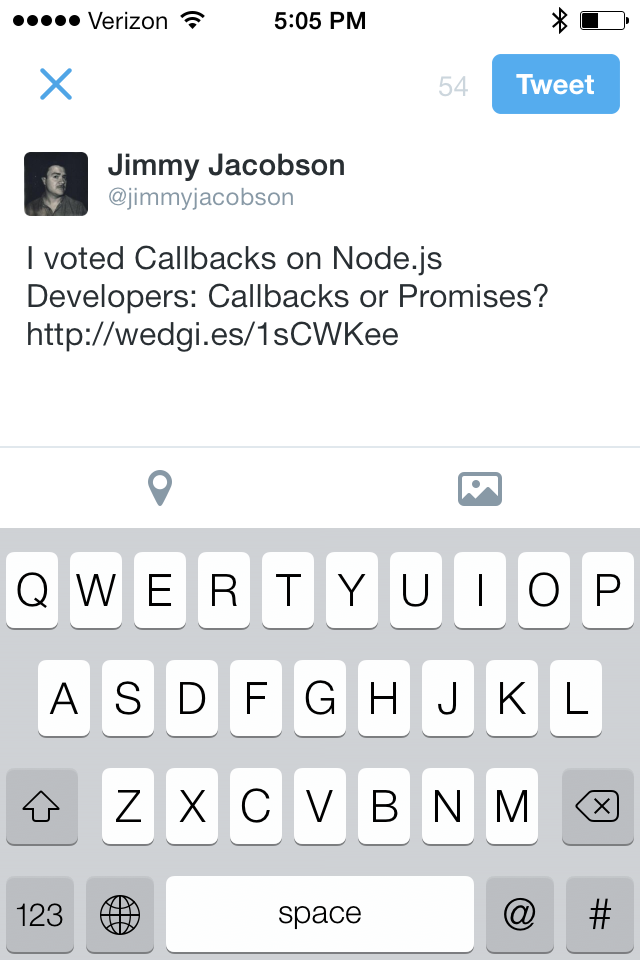 Verizon 5:05 PM
54 Tweet
Jimmy Jacobson
@jimmyjacobson
I voted Callbacks on Node.js
Developers: Callbacks or Promises?
http://wedgi.es/1sCWKee
Q W E R T Y U I O P
A S D F G H J K L
Z X C V B N M
123 space @ #